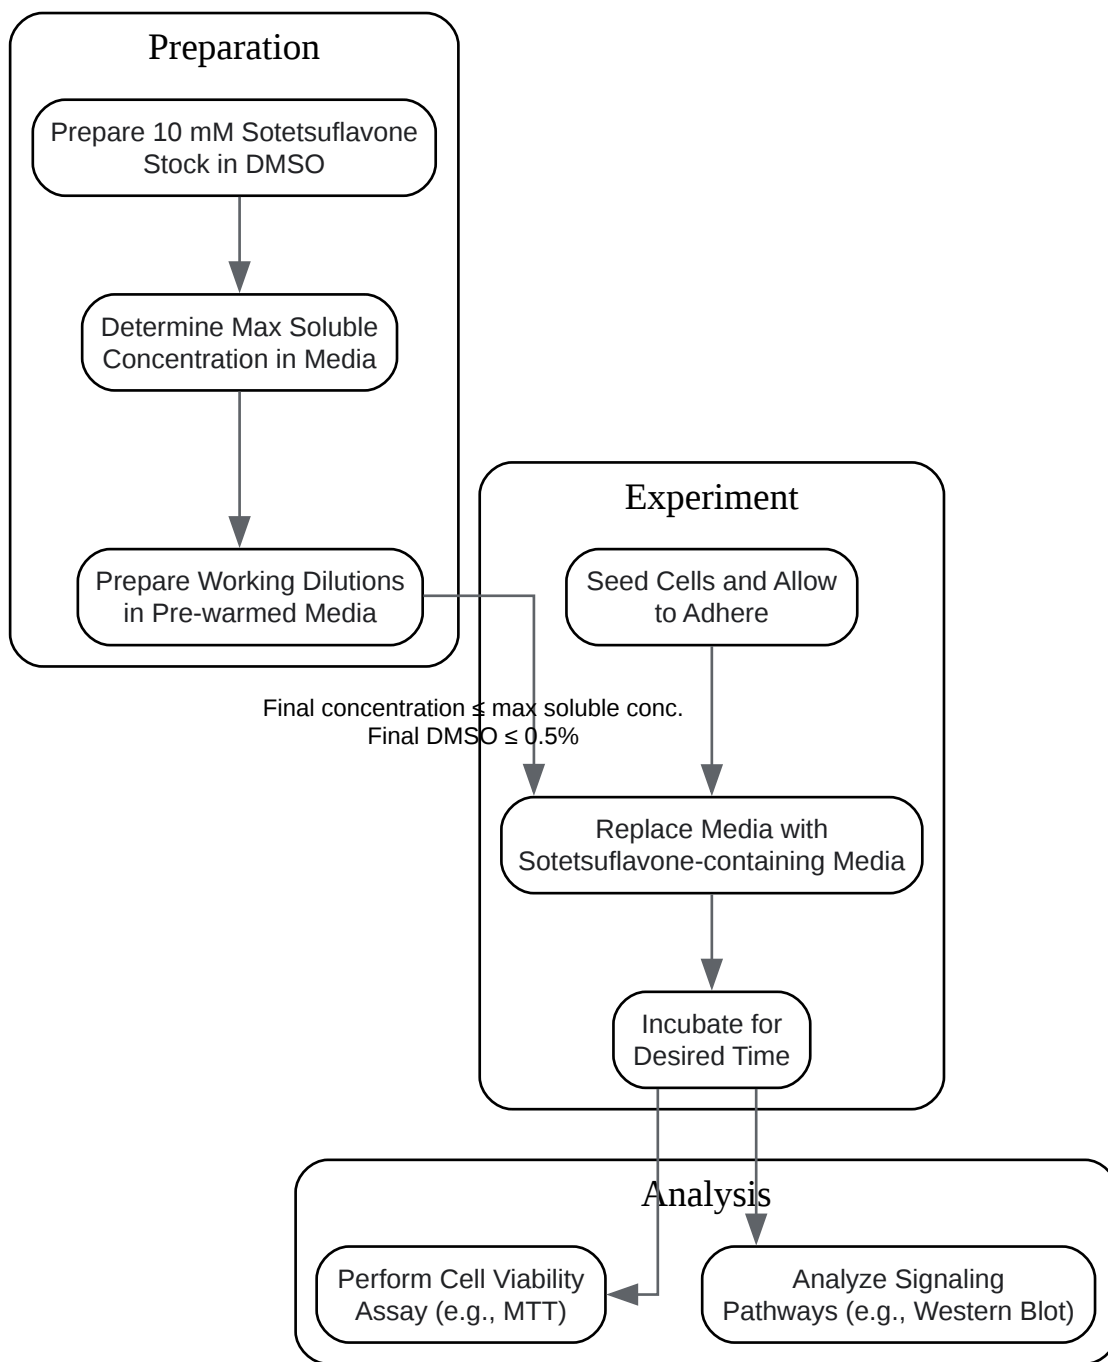 Preparation
Prepare 10 mM Sotetsuflavone
Stock in DMSO
Determine Max Soluble
Concentration in Media
Prepare Working Dilutions
in Pre-warmed Media
Experiment
Seed Cells and Allow
to Adhere
Final concentration ≤ max soluble conc.
Final DMSO ≤ 0.5%
Replace Media with
Sotetsuflavone-containing Media
Incubate for
Desired Time
Analysis
Perform Cell Viability
Assay (e.g., MTT)
Analyze Signaling
Pathways (e.g., Western Blot)